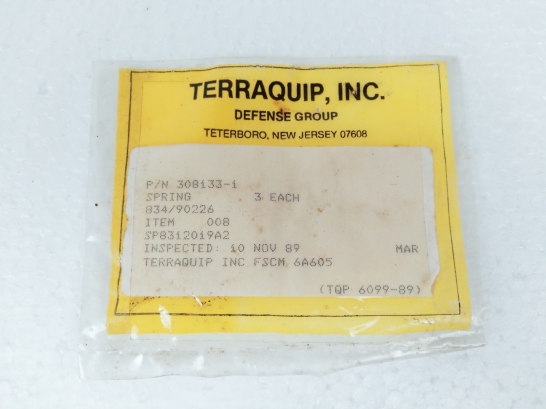 TERRAQUIP, INC.
DEFENSE GROUP
TETERBORO, NEW JERSEY 07608
P/N 308133-1
SPRING 3 EACH
834/90226
ITEM 008
SP8312019A2
INSPECTED: 10 NOV 89 MAR
TERRAQUIP INC FSCM 6A605
(TQP 6099-89)